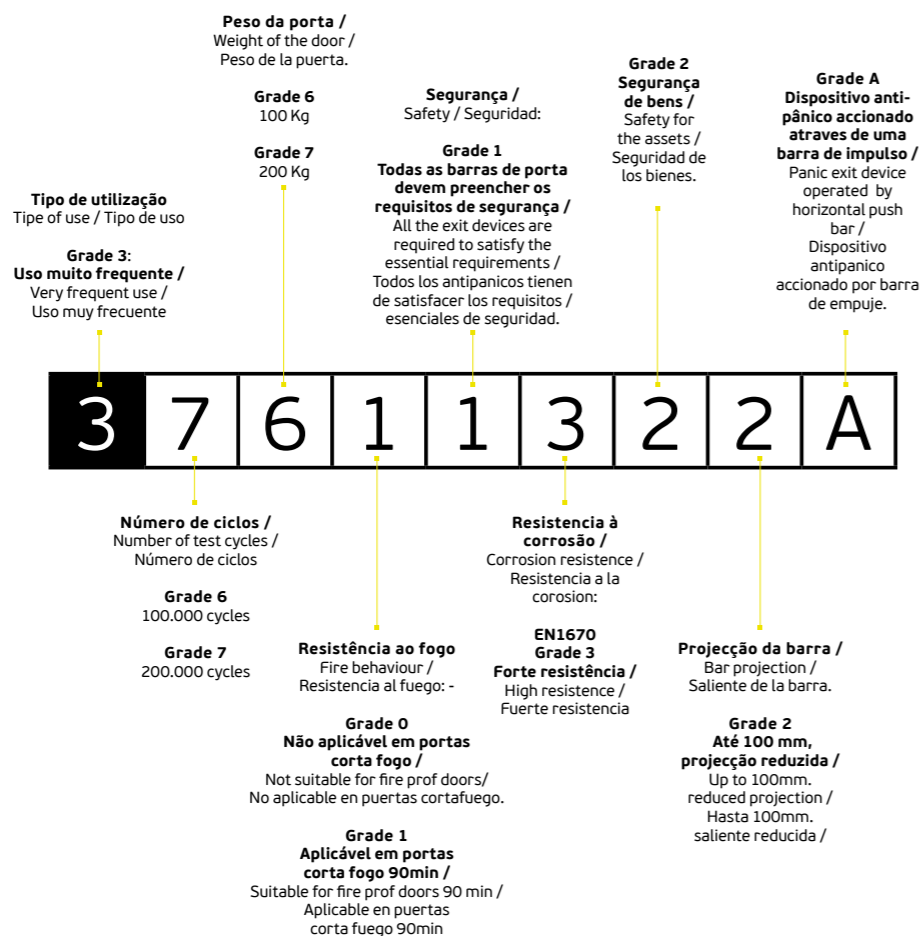 Peso da porta /
Weight of the door /
Peso de la puerta.
Grade 6
100 Kg
Grade 7
200 Kg
Segurança /
Safety / Seguridad:
Grade 1
Todas as barras de porta
devem preencher os
requisitos de segurança /
All the exit devices are
required to satisfy the
essential requirements /
Todos los antipanicos tienen
de satisfacer los requisitos /
esenciales de seguridad.
Grade 2
Segurança
de bens /
Safety for
the assets /
Seguridad de
los bienes.
Grade A
Dispositivo anti-
pânico accionado
atraves de uma
barra de impulso /
Panic exit device
operated by
horizontal push
bar /
Dispositivo
antipanico
accionado por barra
de empuje.
Tipo de utilização
Tipe of use / Tipo de uso
Grade 3:
Uso muito frequente /
Very frequent use /
Uso muy frecuente
3 7 6 1 1 3 2 2 A
Número de ciclos /
Number of test cycles /
Número de ciclos
Grade 6
100.000 cycles
Grade 7
200.000 cycles
Resistência ao fogo
Fire behaviour /
Resistencia al fuego: -
Grade 0
Não aplicável em portas
corta fogo /
Not suitable for fire prof doors/
No aplicable en puertas cortafuego.
Grade 1
Aplicável em portas
corta fogo 90min /
Suitable for fire prof doors 90 min /
Aplicable en puertas
corta fuego 90min
Resistencia à
corrosão /
Corrosion resistence /
Resistencia a la
corosion:
EN1670
Grade 3
Forte resistência /
High resistence /
Fuerte resistencia
Projecção da barra /
Bar projection /
Saliente de la barra.
Grade 2
Até 100 mm,
projecção reduzida /
Up to 100mm.
reduced projection /
Hasta 100mm.
saliente reducida /